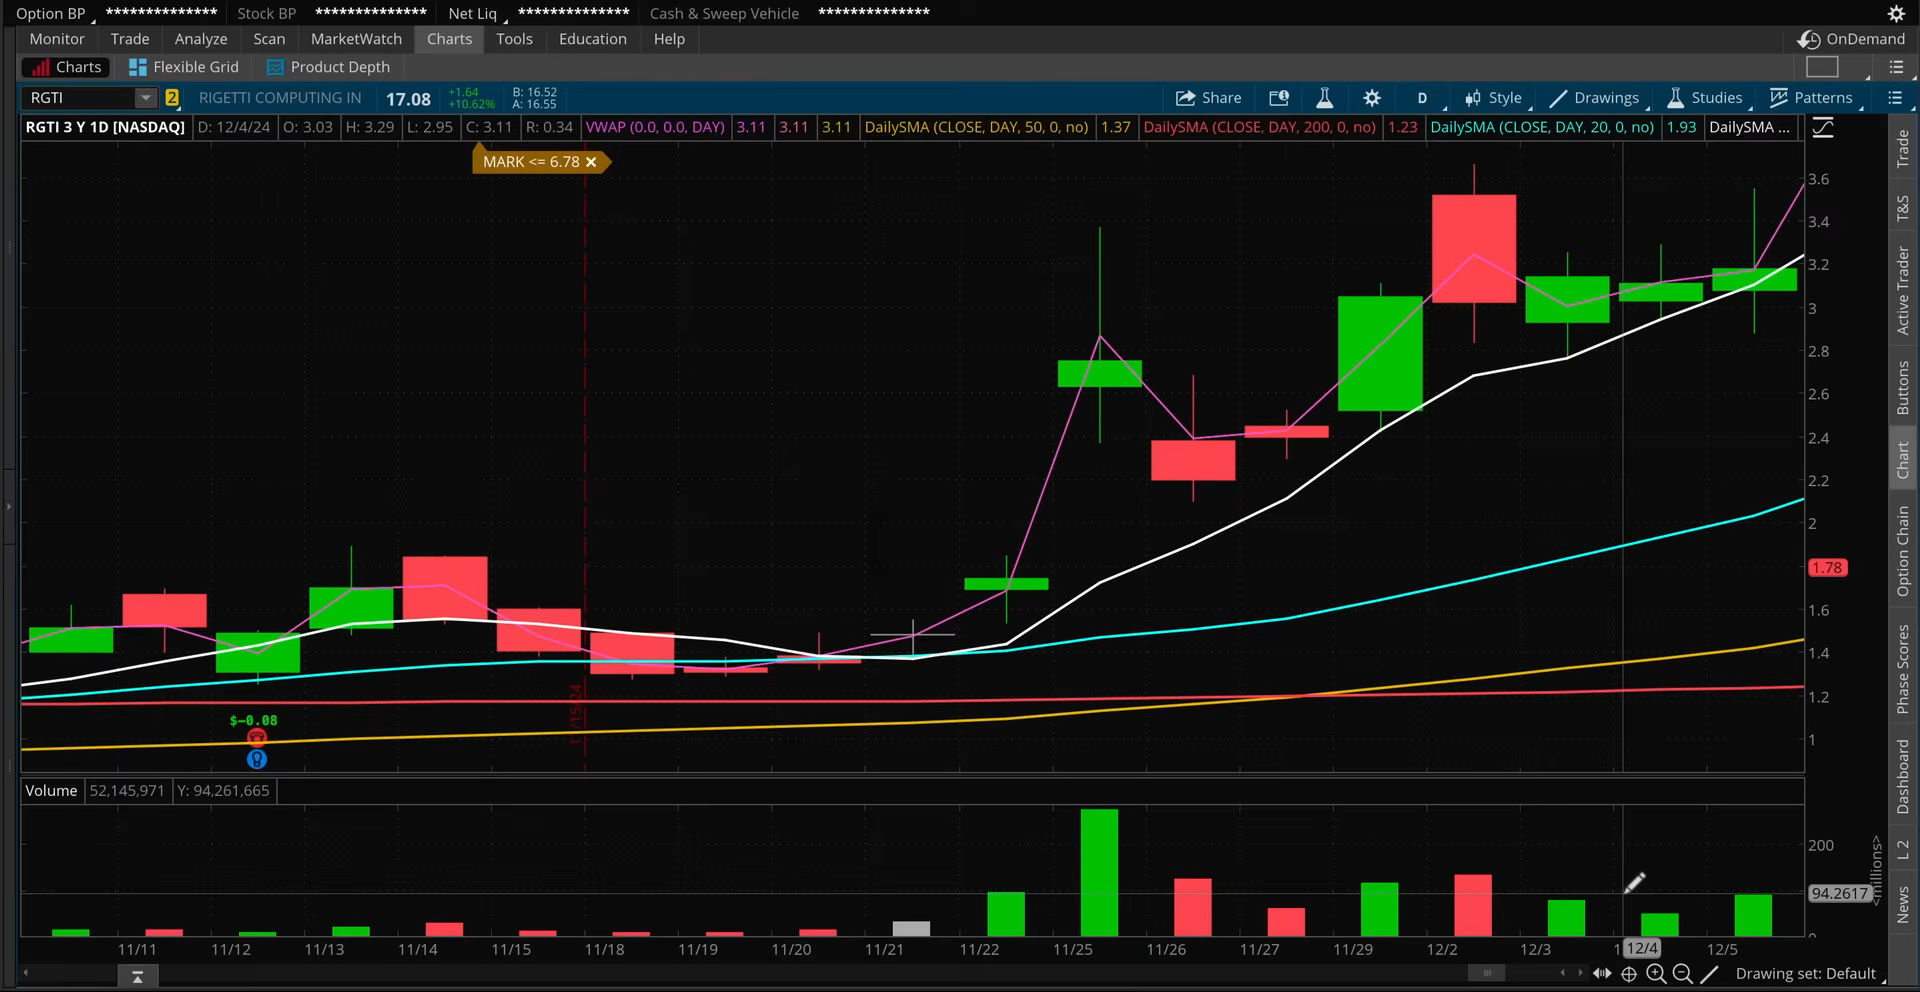 Option BP ************* Stock BP ************* Net Liq ************* Cash & Sweep Vehicle *************
Monitor Trade Analyze Scan MarketWatch Charts Tools Education Help OnDemand
Charts Flexible Grid Product Depth
RGTI 2 RIGETTI COMPUTING IN 17.08 +1.64 B: 16.52 Share D Style Drawings Studies Patterns
+10.62% A: 16.55
RGTI 3 Y 1D [NASDAQ] D: 12/4/24 O: 3.03 H: 3.29 L: 2.95 C: 3.11 R: 0.34 VWAP (0.0, 0.0, DAY) 3.11 3.11 3.11 DailySMA (CLOSE, DAY, 50, 0, no) 1.37 DailySMA (CLOSE, DAY, 200, 0, no) 1.23 DailySMA (CLOSE, DAY, 20, 0, no) 1.93 DailySMA ...
MARK <= 6.78 ×
3.6
3.4
3.2
3
2.8
2.6
2.4
2.2
2
1.78
1.6
1.4
1.2
1
$-0.08
Volume 52,145,971 Y: 94,261,665
200
94.2617
0
<millions>
11/11 11/12 11/13 11/14 11/15 11/18 11/19 11/20 11/21 11/22 11/25 11/26 11/27 11/29 12/2 12/3 12/4 12/5
Drawing set: Default
Trade
T&S
Active Trader
Buttons
Chart
Option Chain
Phase Scores
Dashboard
L 2
News